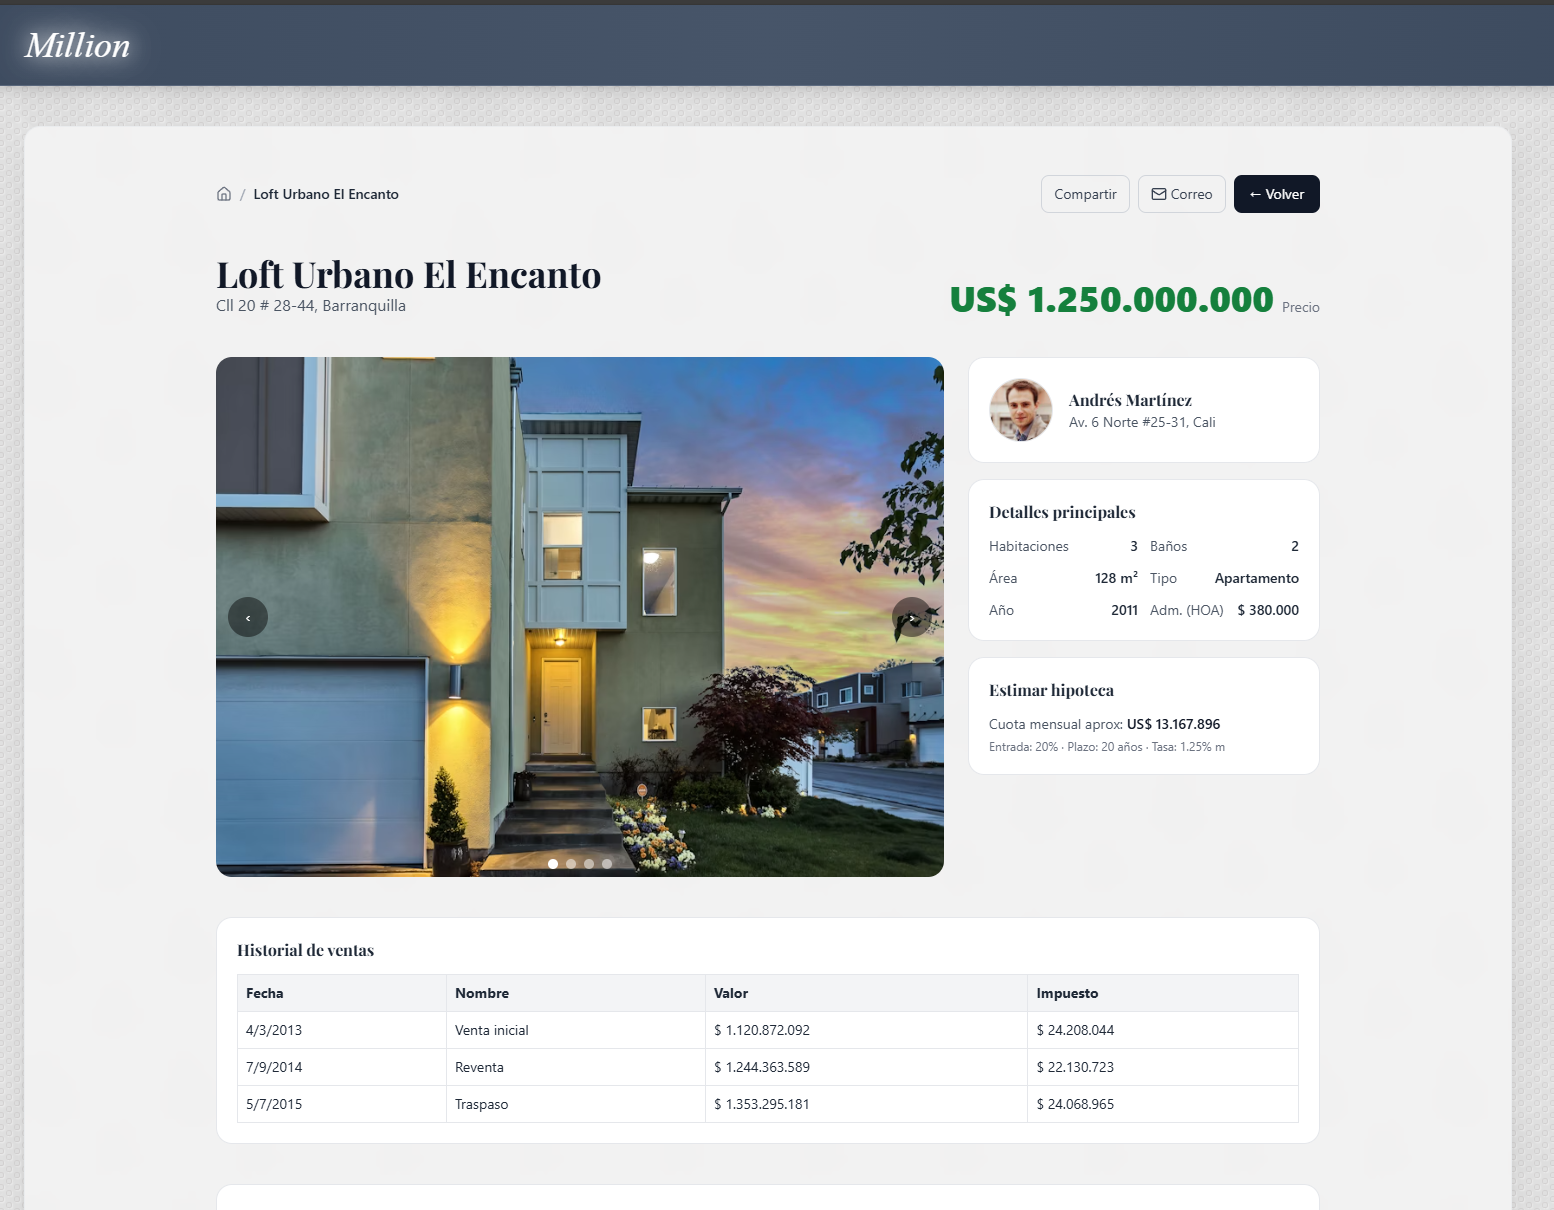 Million
/ Loft Urbano El Encanto
Compartir
Correo
← Volver
Loft Urbano El Encanto
Cll 20 # 28-44, Barranquilla
US$ 1.250.000.000 Precio
Andrés Martínez
Av. 6 Norte #25-31, Cali
Detalles principales
Habitaciones 3 Baños 2
Área 128 m² Tipo Apartamento
Año 2011 Adm. (HOA) $ 380.000
Estimar hipoteca
Cuota mensual aprox: US$ 13.167.896
Entrada: 20% · Plazo: 20 años · Tasa: 1.25% m
Historial de ventas
Fecha Nombre Valor Impuesto
4/3/2013 Venta inicial $ 1.120.872.092 $ 24.208.044
7/9/2014 Reventa $ 1.244.363.589 $ 22.130.723
5/7/2015 Traspaso $ 1.353.295.181 $ 24.068.965